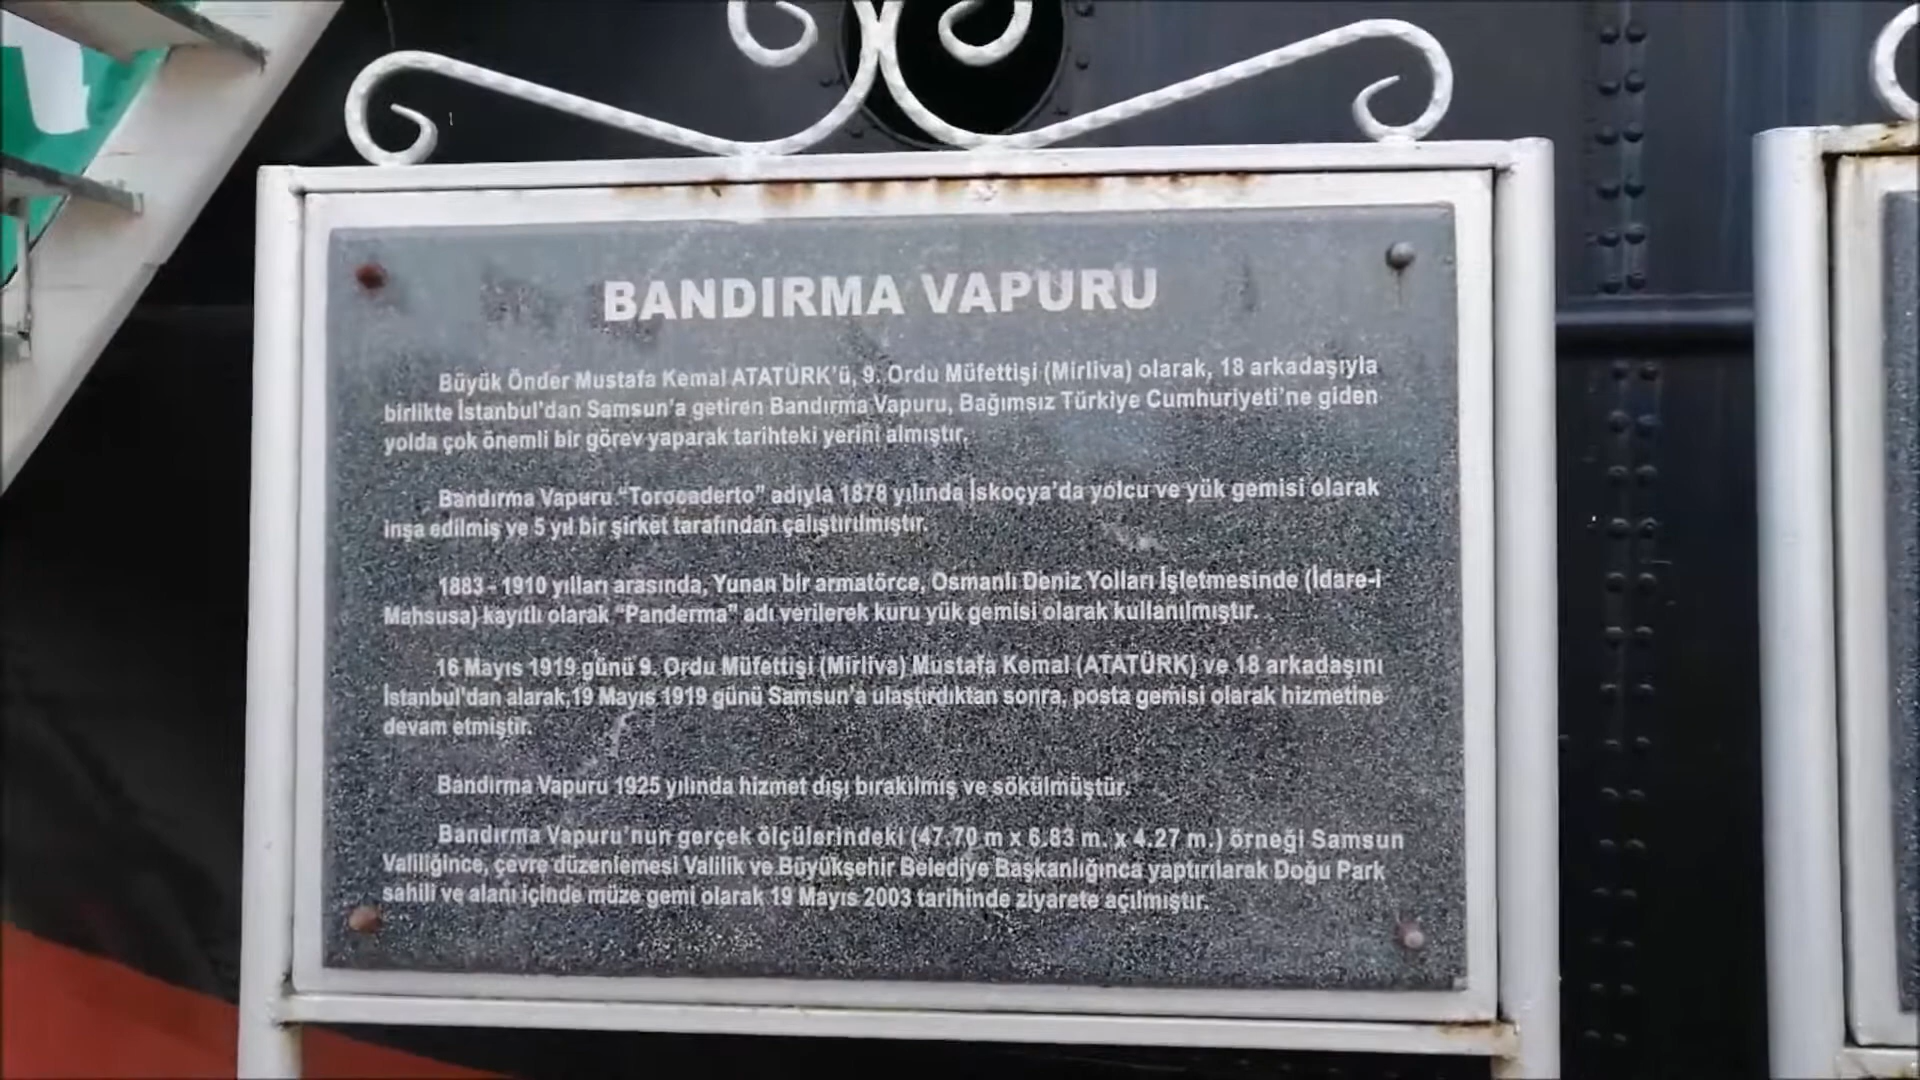 BANDIRMA VAPURU
Büyük Önder Mustafa Kemal ATATÜRK'ü, 9. Ordu Müfettişi (Mirliva) olarak, 18 arkadaşıyla
birlikte İstanbul'dan Samsun'a getiren Bandırma Vapuru, Bağımsız Türkiye Cumhuriyeti'ne giden
yolda çok önemli bir görev yaparak tarihteki yerini almıştır.
Bandırma Vapuru "Torocaderto" adıyla 1878 yılında İskoçya'da yolcu ve yük gemisi olarak
inşa edilmiş ve 5 yıl bir şirket tarafından çalıştırılmıştır.
1883 - 1910 yılları arasında, Yunan bir armatörce, Osmanlı Deniz Yolları İşletmesinde (İdare-i
Mahsusa) kayıtlı olarak "Panderma" adı verilerek kuru yük gemisi olarak kullanılmıştır.
16 Mayıs 1919 günü 9. Ordu Müfettişi (Mirliva) Mustafa Kemal (ATATÜRK) ve 18 arkadaşını
İstanbul'dan alarak,19 Mayıs 1919 günü Samsun'a ulaştırdıktan sonra, posta gemisi olarak hizmetine
devam etmiştir.
Bandırma Vapuru 1925 yılında hizmet dışı bırakılmış ve sökülmüştür.
Bandırma Vapuru'nun gerçek ölçülerindeki (47.70 m x 6.83 m. x 4.27 m.) örneği Samsun
Valiliğince, çevre düzenlemesi Valilik ve Büyükşehir Belediye Başkanlığınca yaptırılarak Doğu Park
sahili ve alanı içinde müze gemi olarak 19 Mayıs 2003 tarihinde ziyarete açılmıştır.